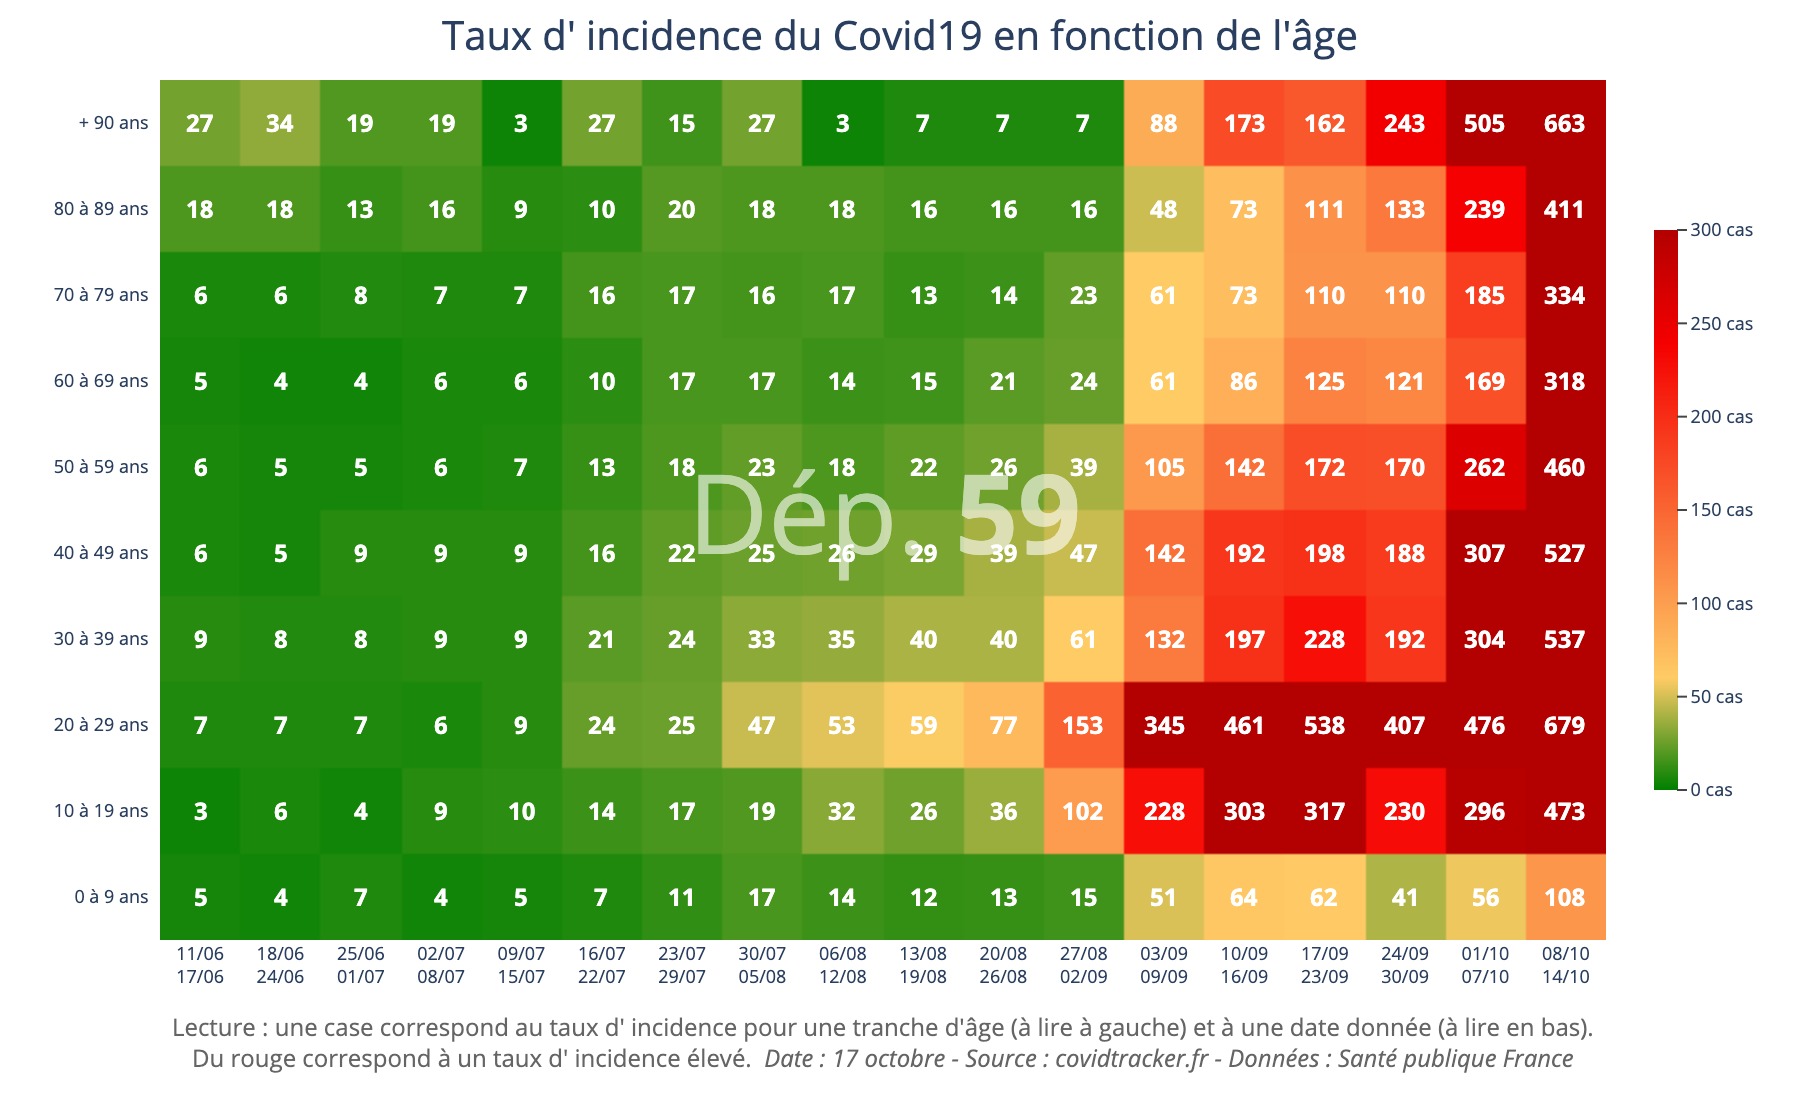 Taux d' incidence du Covid19 en fonction de l'âge
+ 90 ans 27 34 19 19 3 27 15 27 3 7 7 7 88 173 162 243 505 663
300 cas
80 à 89 ans 18 18 13 16 9 10 20 18 18 16 16 16 48 73 111 133 239 411
70 à 79 ans 6 6 8 7 7 16 17 16 17 13 14 23 61 73 110 110 185 334
250 cas
60 à 69 ans 5 4 4 6 6 10 17 17 14 15 21 24 61 86 125 121 169 318
200 cas
50 à 59 ans 6 5 5 6 7 13 18 23 18 22 26 39 105 142 172 170 262 460
Dép. 59
150 cas
40 à 49 ans 6 5 9 9 9 16 22 25 26 29 39 47 142 192 198 188 307 527
100 cas
30 à 39 ans 9 8 8 9 9 21 24 33 35 40 40 61 132 197 228 192 304 537
50 cas
20 à 29 ans 7 7 7 6 9 24 25 47 53 59 77 153 345 461 538 407 476 679
0 cas
10 à 19 ans 3 6 4 9 10 14 17 19 32 26 36 102 228 303 317 230 296 473
0 à 9 ans 5 4 7 4 5 7 11 17 14 12 13 15 51 64 62 41 56 108
11/06 18/06 25/06 02/07 09/07 16/07 23/07 30/07 06/08 13/08 20/08 27/08 03/09 10/09 17/09 24/09 01/10 08/10
17/06 24/06 01/07 08/07 15/07 22/07 29/07 05/08 12/08 19/08 26/08 02/09 09/09 16/09 23/09 30/09 07/10 14/10
Lecture : une case correspond au taux d' incidence pour une tranche d'âge (à lire à gauche) et à une date donnée (à lire en bas).
Du rouge correspond à un taux d' incidence élevé. Date : 17 octobre - Source : covidtracker.fr - Données : Santé publique France